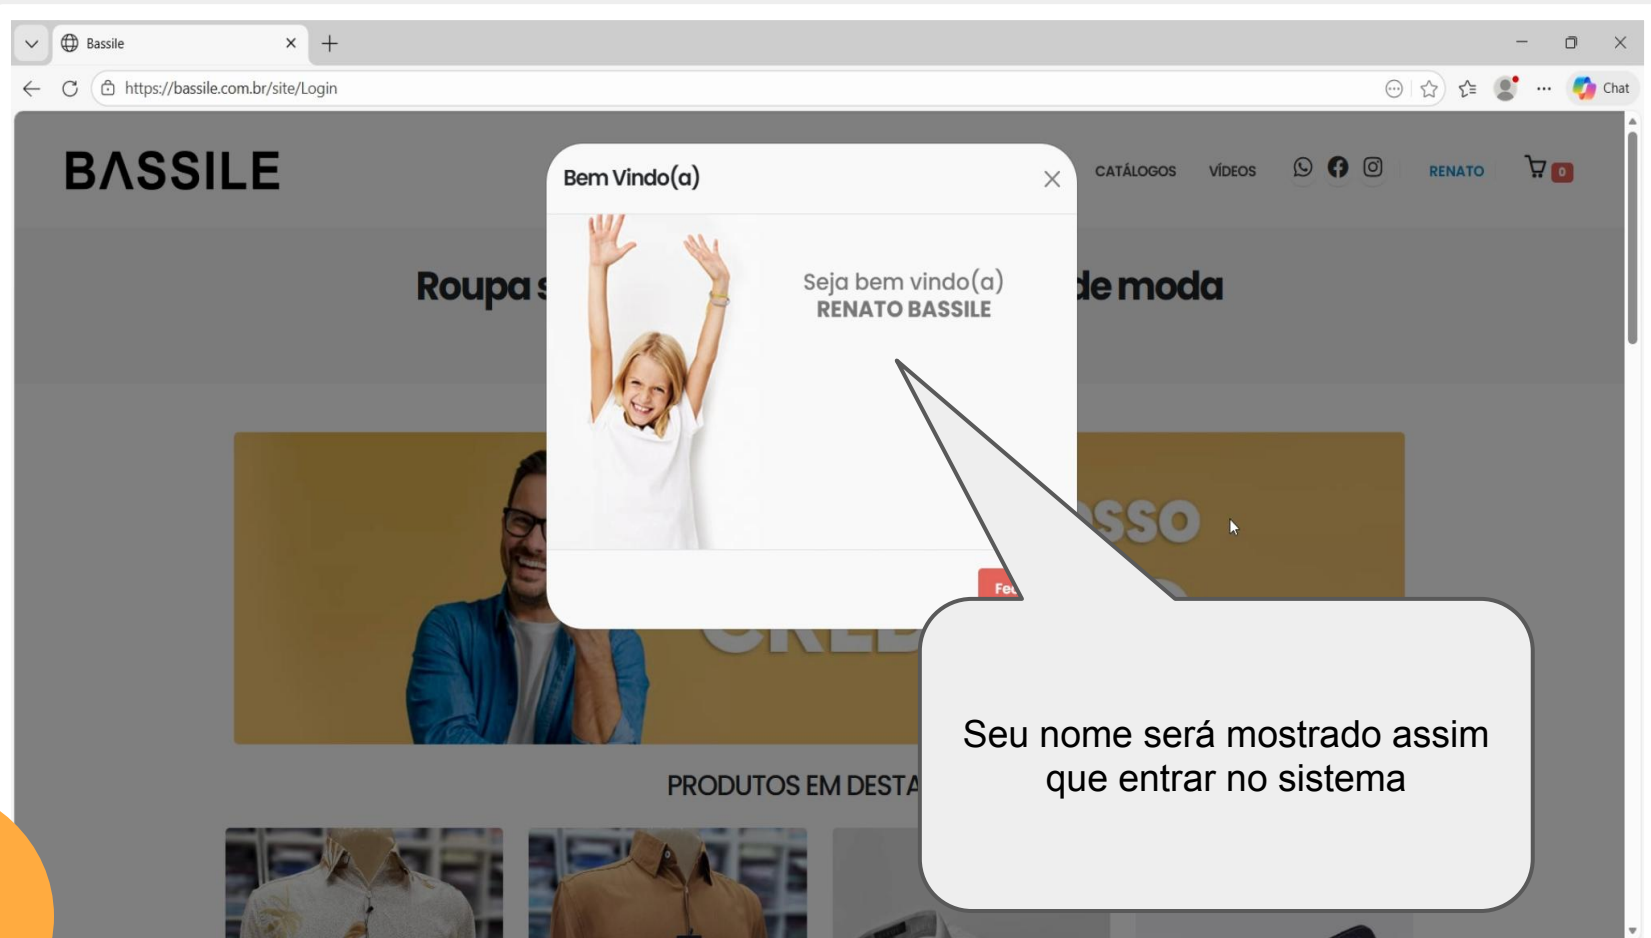 Bassile
https://bassile.com.br/site/Login
Chat
BASSILE
CATÁLOGOS VÍDEOS RENATO 0
Bem Vindo(a)
Roupa de moda
Seja bem vindo(a)
RENATO BASSILE
Seu nome será mostrado assim
que entrar no sistema
PRODUTOS EM